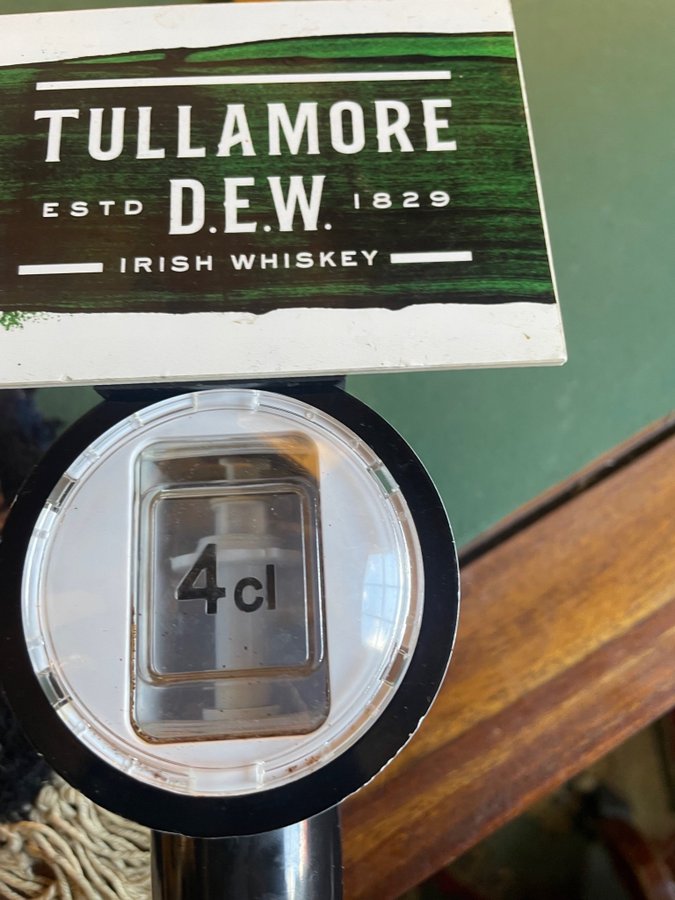 TULLAMORE
ESTD D.E.W. 1829
IRISH WHISKEY
4cl